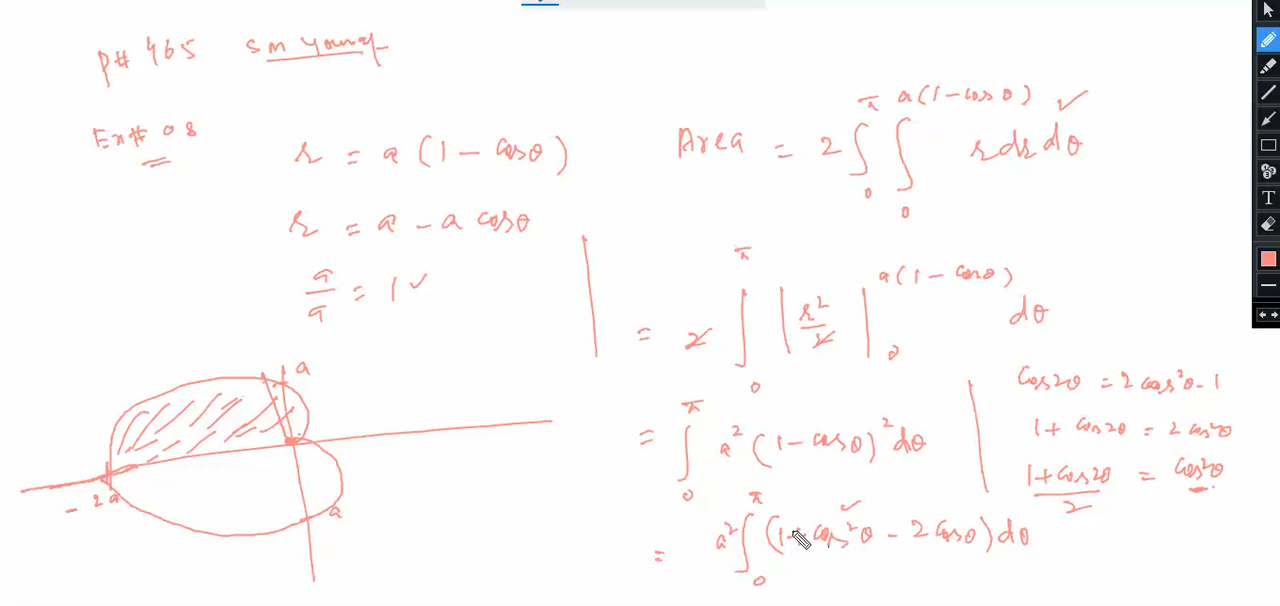 P# 465 SM Yousuf
Ex# 08
r = a (1 - cosθ)
r = a - a cosθ
a/a = 1 ✓
a
- 2a
a
Area = 2 ∫₀^π ∫₀^a(1-cosθ) r dr dθ ✓
= 2 ∫₀^π | r²/2 |₀^a(1-cosθ) dθ
= ∫₀^π a² (1-cosθ)² dθ
= a² ∫₀^π (1+cos²θ - 2cosθ) dθ
Cos2θ = 2cos²θ-1
1+ cos2θ = 2cos²θ
1+cos2θ/2 = cos²θ
T